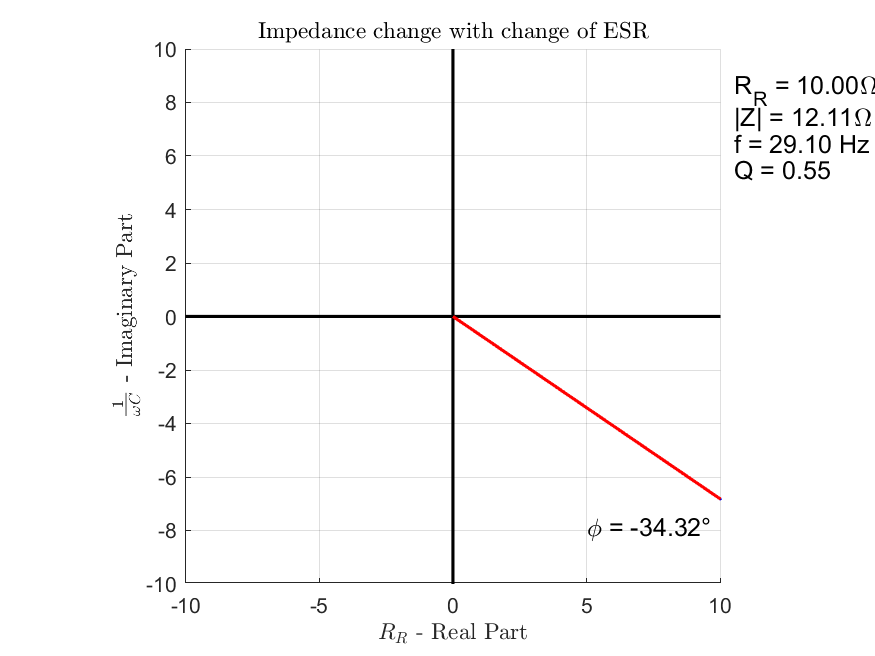 Impedance change with change of ESR
10
8
6
4
2
0
-2
-4
-6
-8
-10
-10
-5
0
5
10
1/ωC - Imaginary Part
R_R - Real Part
R_R = 10.00Ω
|Z| = 12.11Ω
f = 29.10 Hz
Q = 0.55
ϕ = -34.32°